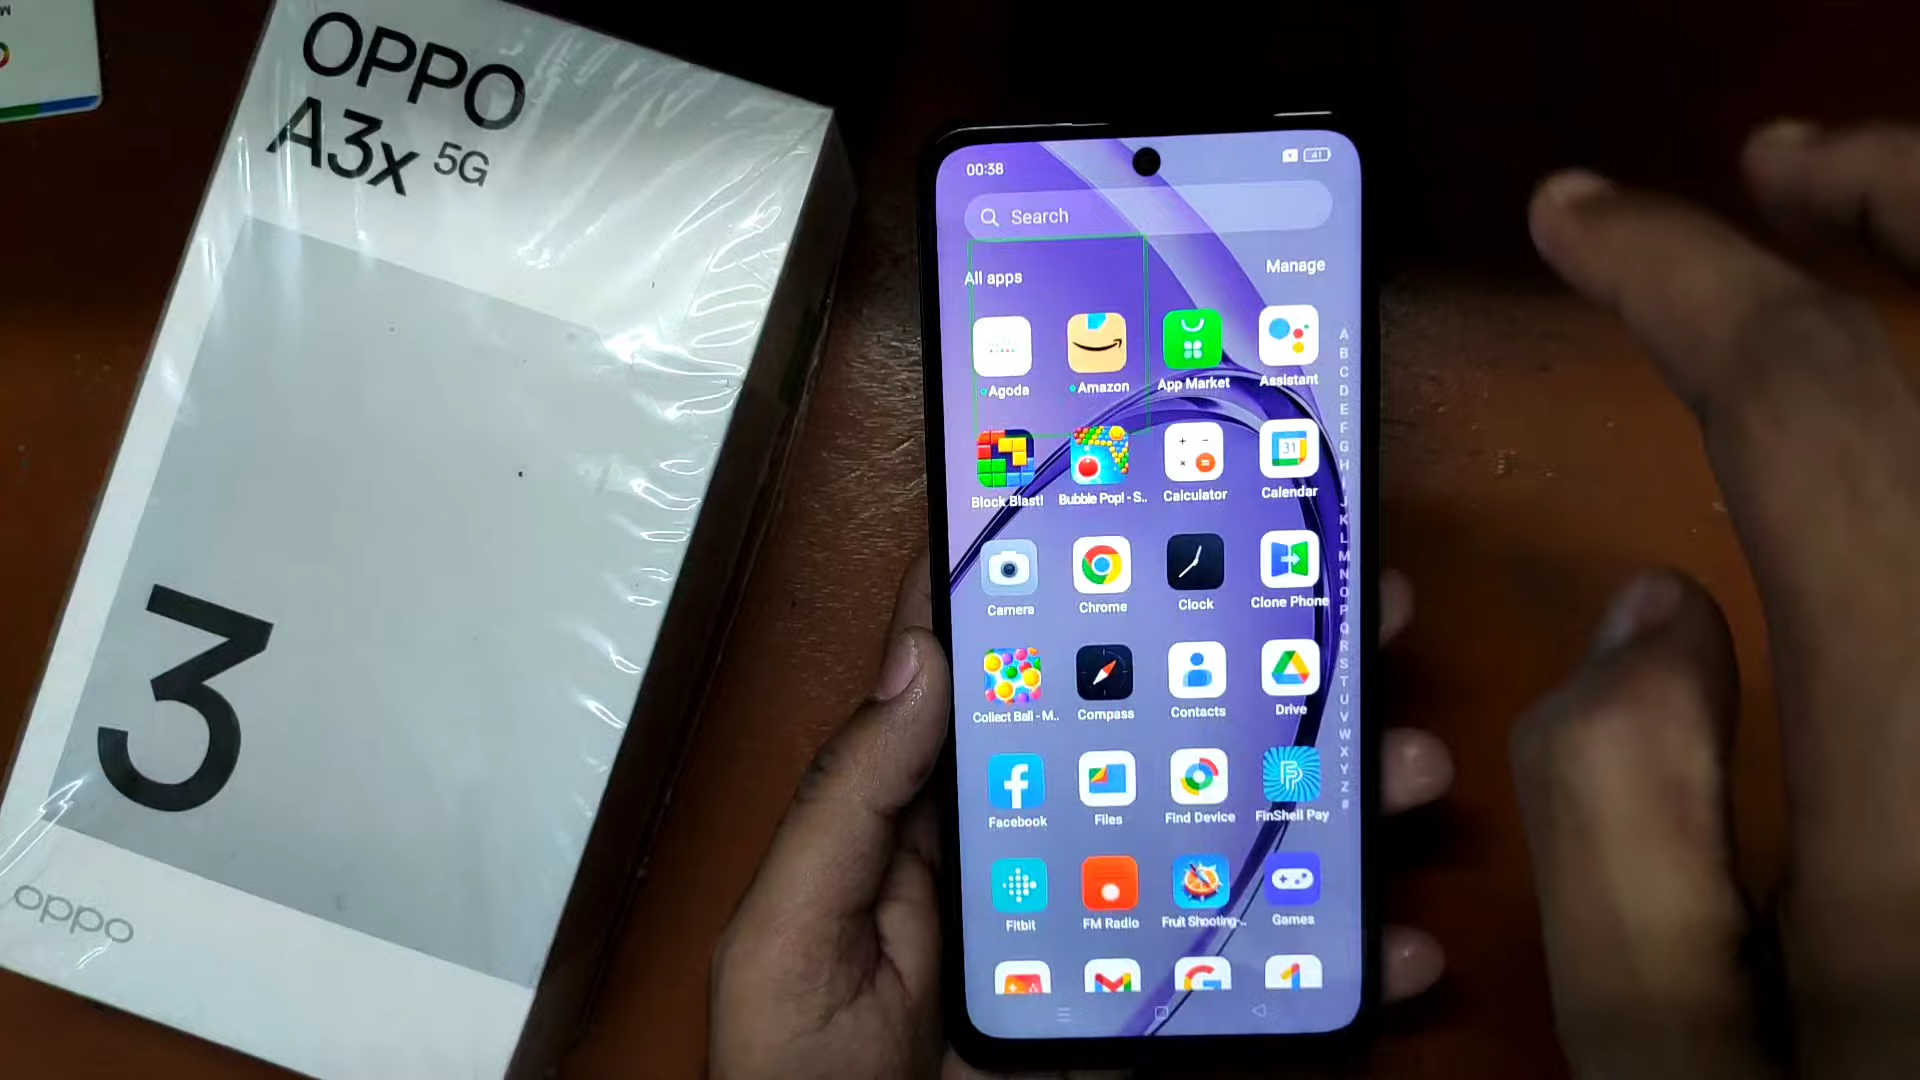 OPPO
A3x 5G
3
oppo
00:38
41
Search
All apps
Manage
Agoda
Amazon
App Market
Assistant
Block Blast!
Bubble Pop! - S..
Calculator
31
Calendar
Camera
Chrome
Clock
Clone Phone
Collect Ball - M..
Compass
Contacts
Drive
Facebook
Files
Find Device
FinShell Pay
Fitbit
FM Radio
Fruit Shooting-..
Games
A
B
C
D
E
F
G
H
I
J
K
L
M
N
O
P
Q
R
S
T
U
V
W
X
Y
Z
#